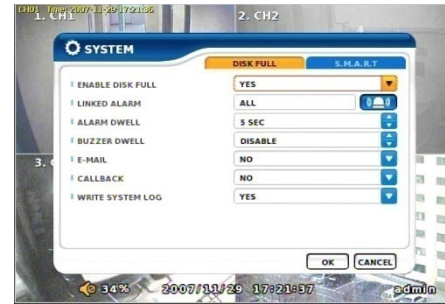 CH01 Time: 2007-11-29 17:21:36
1. CH1
2. CH2
SYSTEM
DISK FULL
S.M.A.R.T
ENABLE DISK FULL YES
LINKED ALARM ALL
ALARM DWELL 5 SEC
BUZZER DWELL DISABLE
E-MAIL NO
CALLBACK NO
WRITE SYSTEM LOG YES
3.
OK CANCEL
34% 2007/11/29 17:21:37 admin